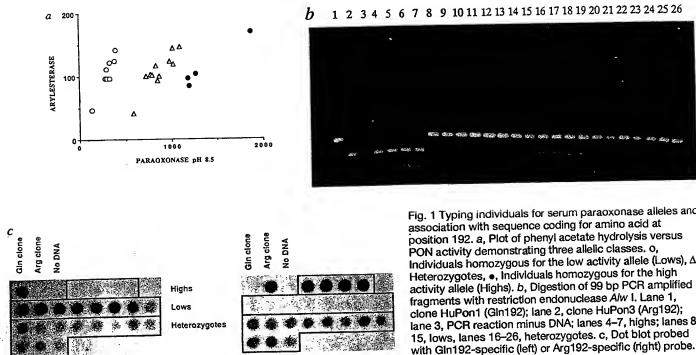 a
b
1 2 3 4 5 6 7 8 9 10 11 12 13 14 15 16 17 18 19 20 21 22 23 24 25 26
200
100
0
ARYLESTERASE
0 1000 2000
PARAOXONASE pH 8.5
c
Gln clone
Arg clone
No DNA
Highs
Lows
Heterozygotes
Gln clone
Arg clone
No DNA
Fig. 1 Typing individuals for serum paraoxonase alleles and
association with sequence coding for amino acid at
position 192. a, Plot of phenyl acetate hydrolysis versus
PON activity demonstrating three allelic classes. o,
Individuals homozygous for the low activity allele (Lows), Δ
Heterozygotes, •, Individuals homozygous for the high
activity allele (Highs). b, Digestion of 99 bp PCR amplified
fragments with restriction endonuclease Alw I. Lane 1,
clone HuPon1 (Gln192); lane 2, clone HuPon3 (Arg192);
lane 3, PCR reaction minus DNA; lanes 4–7, highs; lanes 8–
15, lows, lanes 16–26, heterozygotes. c, Dot blot probed
with Gln192-specific (left) or Arg192-specific (right) probe.